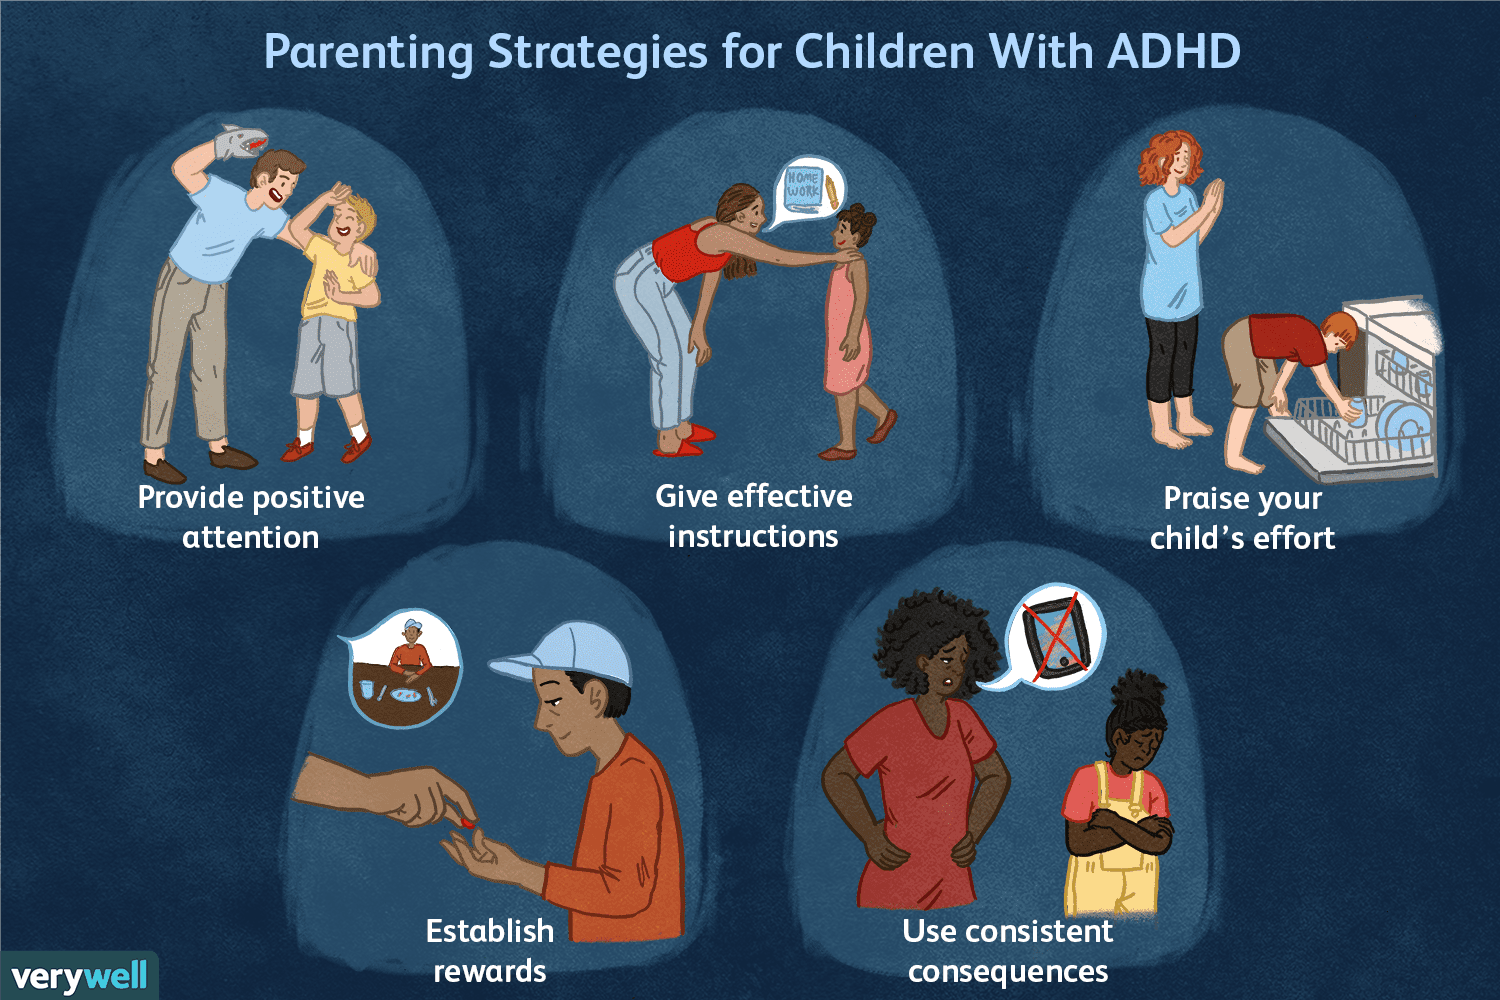 Parenting Strategies for Children With ADHD
HOME
WORK
Provide positive
attention
Give effective
instructions
Praise your
child's effort
Establish
rewards
Use consistent
consequences
verywell